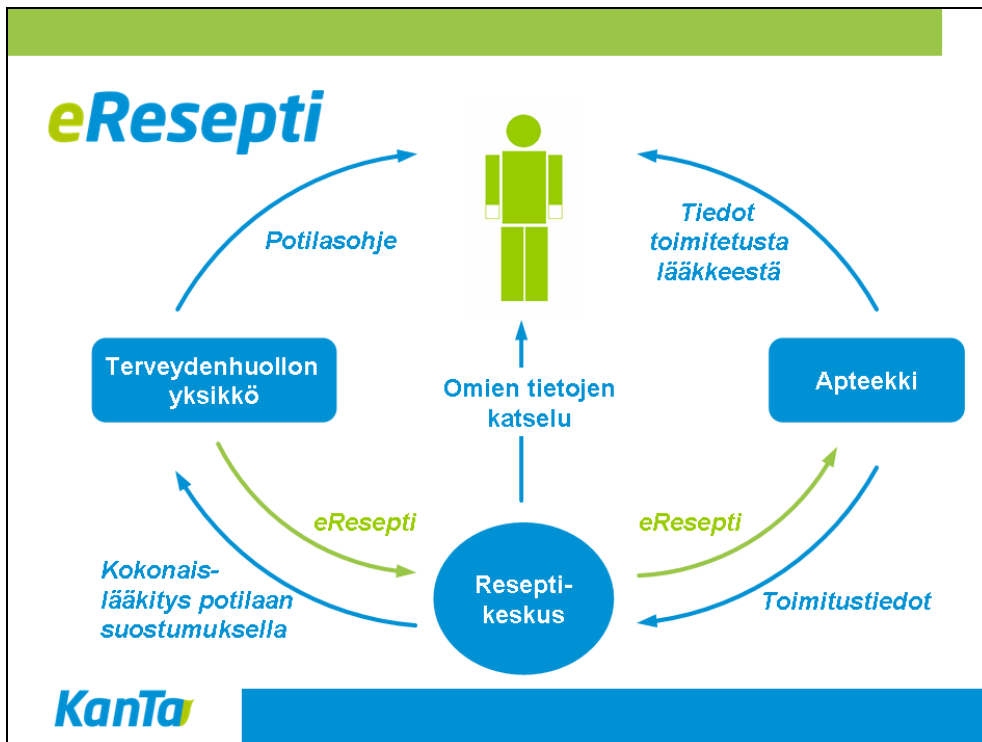 eResepti
Potilasohje
Tiedot
toimitetusta
lääkkeestä
Terveydenhuollon
yksikkö
Omien tietojen
katselu
Apteekki
eResepti
eResepti
Kokonais-
lääkitys potilaan
suostumuksella
Resepti-
keskus
Toimitustiedot
KanTa